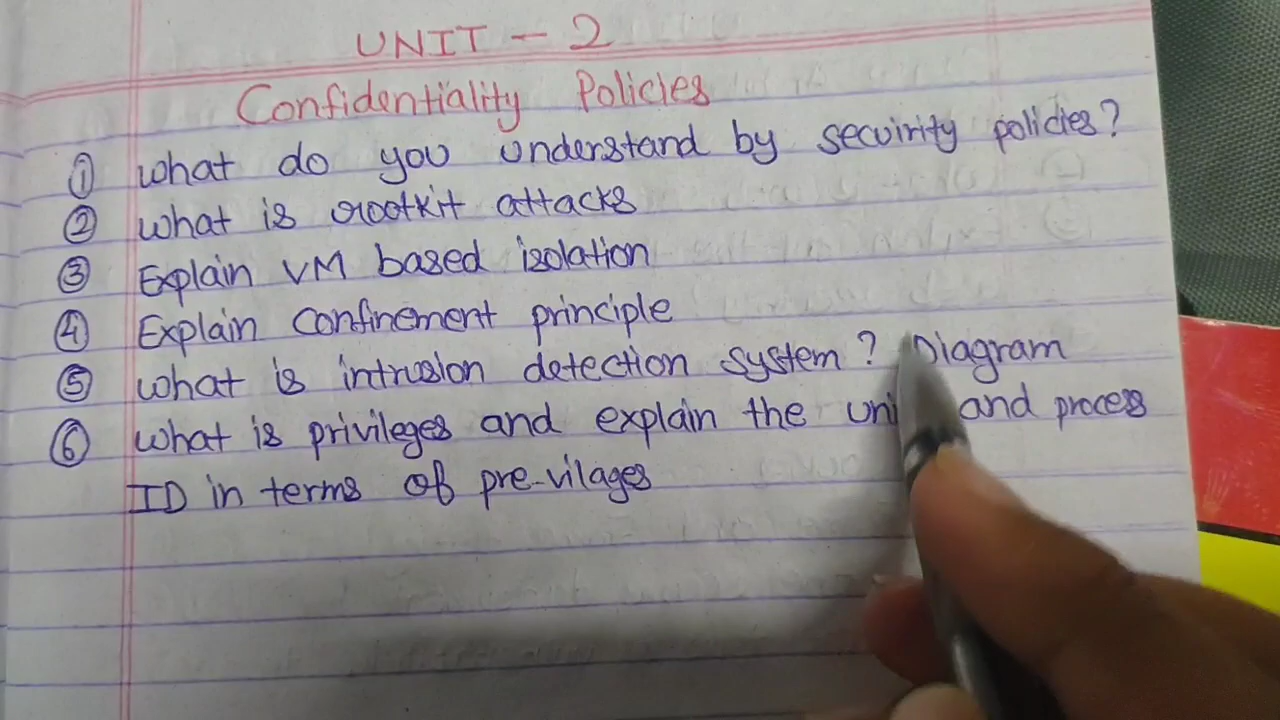 UNIT - 2
Confidentiality Policies
① What do you understand by secuirity policies?
② What is rootkit attacks
③ Explain VM based isolation
④ Explain confinement principle
⑤ What is intrusion detection system? Diagram
⑥ What is privileges and explain the and process
ID in terms of pre-vilages